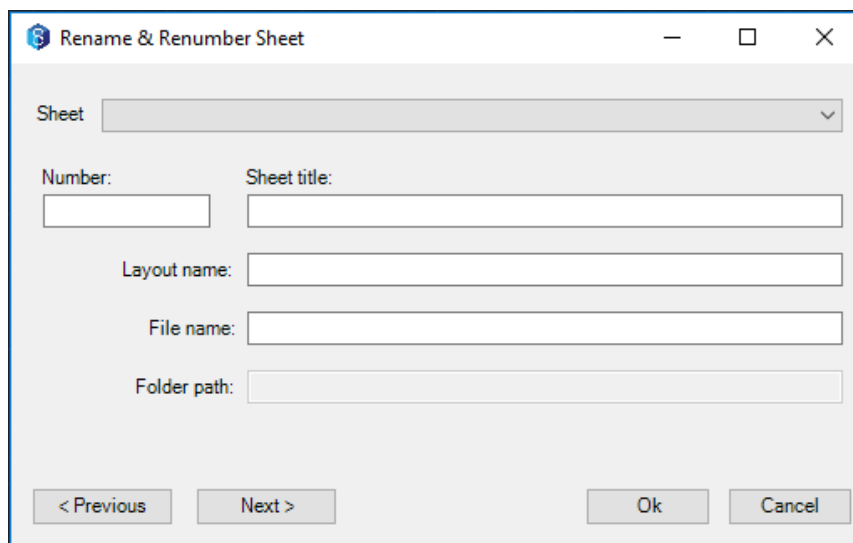 Rename & Renumber Sheet
Sheet
Number: Sheet title:
Layout name:
File name:
Folder path:
< Previous Next > Ok Cancel